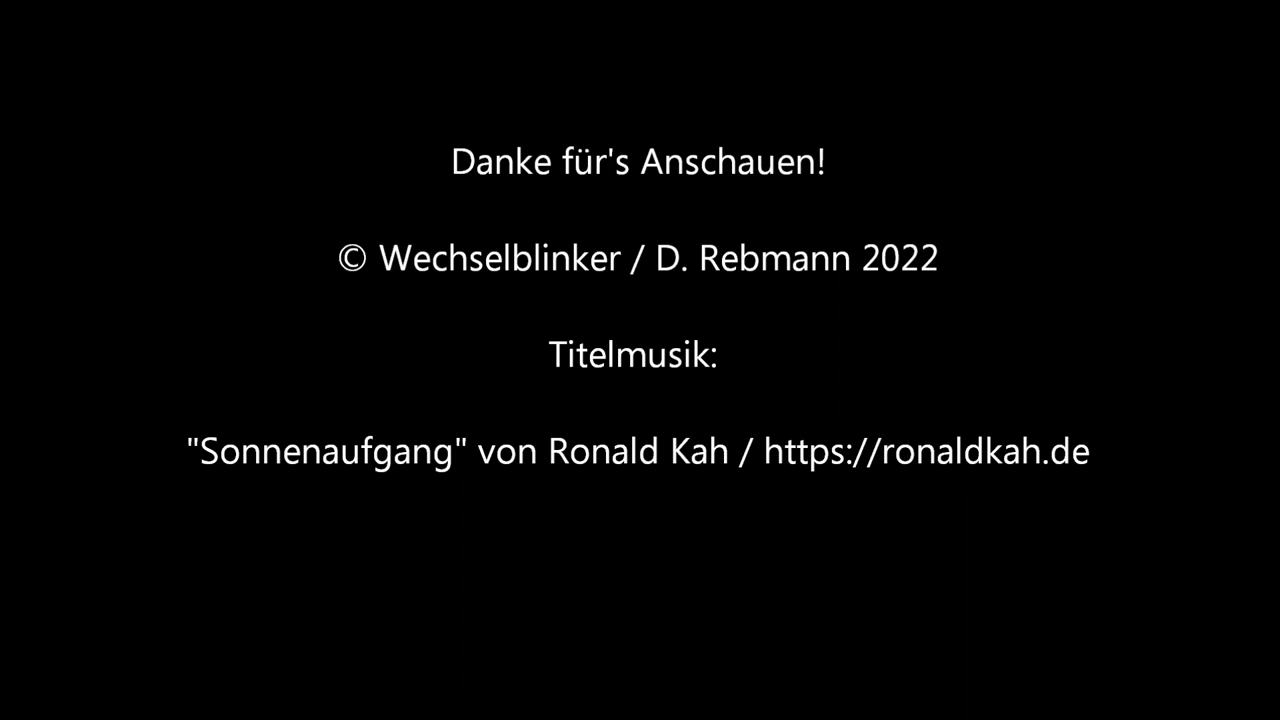 Danke für's Anschauen!
© Wechselblinker / D. Rebmann 2022
Titelmusik:
"Sonnenaufgang" von Ronald Kah / https://ronaldkah.de